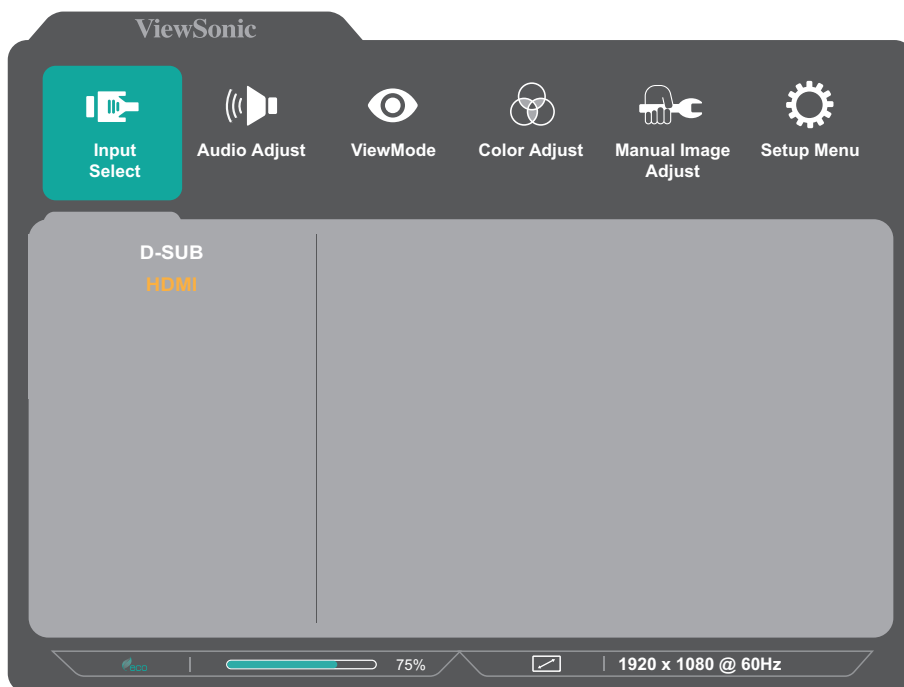 ViewSonic
Input
Select
Audio Adjust
ViewMode
Color Adjust
Manual Image
Adjust
Setup Menu
D-SUB
HDMI
eco
75%
1920 x 1080 @ 60Hz